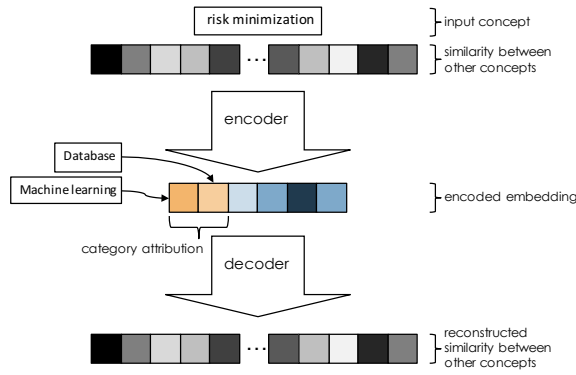 risk minimization
input concept
similarity between
other concepts
...
encoder
Database
Machine learning
encoded embedding
category attribution
decoder
...
reconstructed
similarity between
other concepts